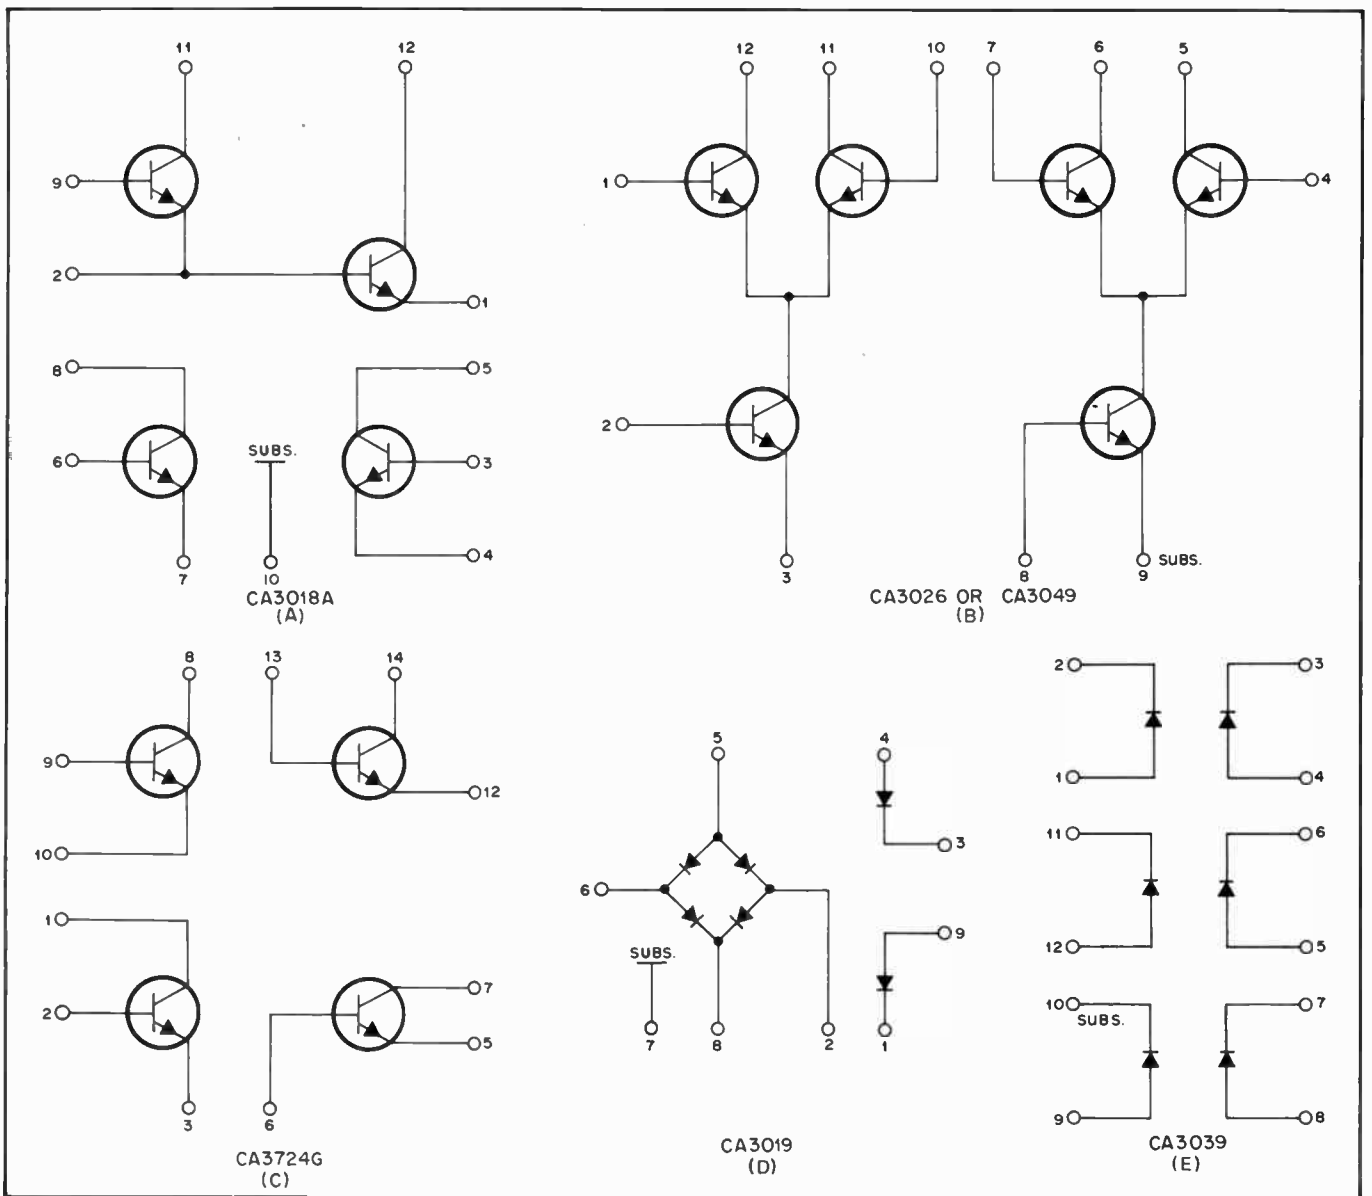 11 12
9
2
1
8 5
6 SUBS. 3
4
7 10
CA3018A
(A)
12 11 10 7 6 5
1 4
2
3 8 9 SUBS.
CA3026 OR CA3049
(B)
8 13 14
9
12
10
1
7
2
5
3 6
CA3724G
(C)
5 4
3
6
9
SUBS.
7 8 2 1
CA3019
(D)
2 3
1 4
11 6
12 5
10 7
SUBS.
9 8
CA3039
(E)